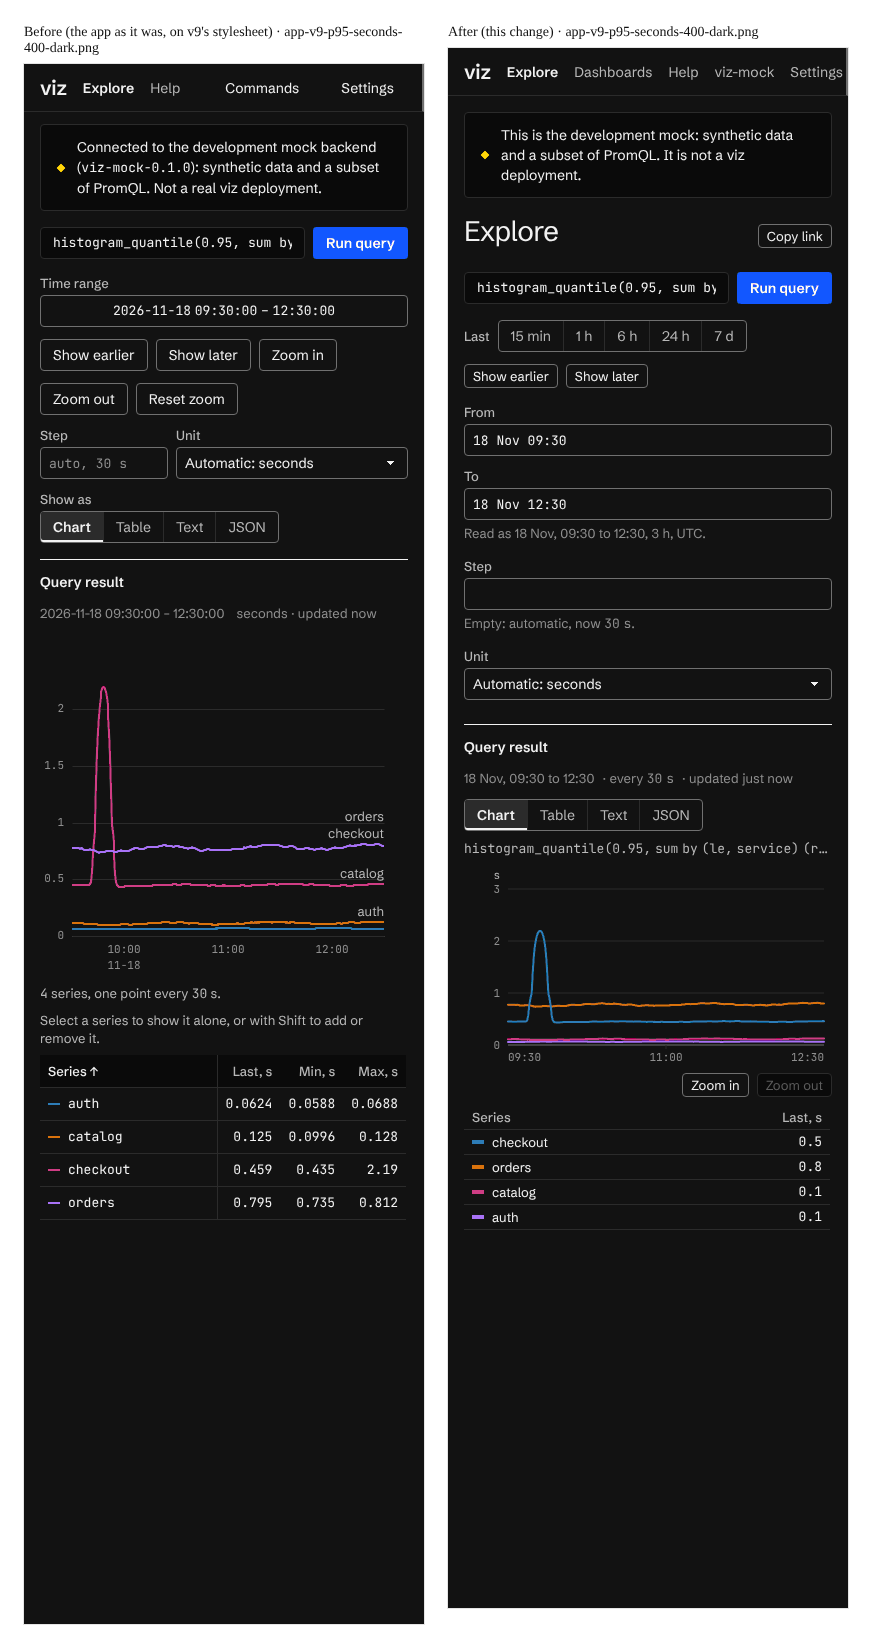 Before (the app as it was, on v9's stylesheet) · app-v9-p95-seconds-
400-dark.png
viz Explore Help Commands Settings
Connected to the development mock backend
(viz-mock-0.1.0): synthetic data and a subset
of PromQL. Not a real viz deployment.
histogram_quantile(0.95, sum by
Run query
Time range
2026-11-18 09:30:00 – 12:30:00
Show earlier Show later Zoom in
Zoom out Reset zoom
Step Unit
auto, 30 s Automatic: seconds
Show as
Chart Table Text JSON
Query result
2026-11-18 09:30:00 – 12:30:00 seconds · updated now
2
1.5
1
0.5
0
orders
checkout
catalog
auth
10:00 11:00 12:00
11-18
4 series, one point every 30 s.
Select a series to show it alone, or with Shift to add or
remove it.
Series ↑ Last, s Min, s Max, s
auth 0.0624 0.0588 0.0688
catalog 0.125 0.0996 0.128
checkout 0.459 0.435 2.19
orders 0.795 0.735 0.812
After (this change) · app-v9-p95-seconds-400-dark.png
viz Explore Dashboards Help viz-mock Settings
This is the development mock: synthetic data
and a subset of PromQL. It is not a viz
deployment.
Explore
Copy link
histogram_quantile(0.95, sum by
Run query
Last 15 min 1 h 6 h 24 h 7 d
Show earlier Show later
From
18 Nov 09:30
To
18 Nov 12:30
Read as 18 Nov, 09:30 to 12:30, 3 h, UTC.
Step
Empty: automatic, now 30 s.
Unit
Automatic: seconds
Query result
18 Nov, 09:30 to 12:30 · every 30 s · updated just now
Chart Table Text JSON
histogram_quantile(0.95, sum by (le, service) (r…
s
3
2
1
0
09:30 11:00 12:30
Zoom in Zoom out
Series Last, s
checkout 0.5
orders 0.8
catalog 0.1
auth 0.1